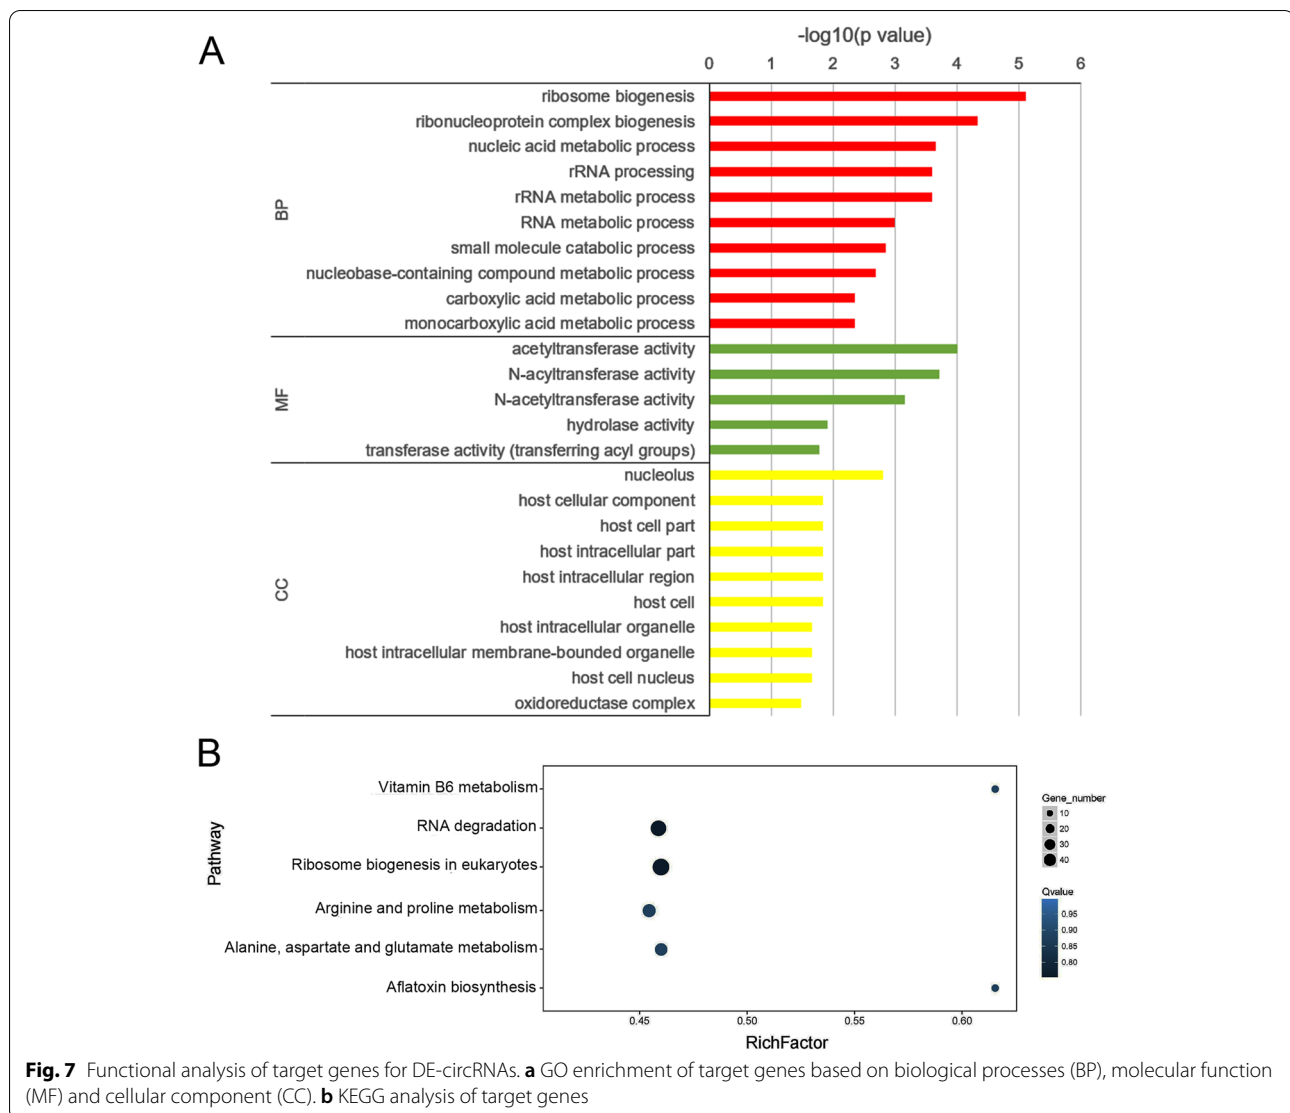 A
-log10(p value)
0 1 2 3 4 5 6
BP
ribosome biogenesis
ribonucleoprotein complex biogenesis
nucleic acid metabolic process
rRNA processing
rRNA metabolic process
RNA metabolic process
small molecule catabolic process
nucleobase-containing compound metabolic process
carboxylic acid metabolic process
monocarboxylic acid metabolic process
MF
acetyltransferase activity
N-acyltransferase activity
N-acetyltransferase activity
hydrolase activity
transferase activity (transferring acyl groups)
CC
nucleolus
host cellular component
host cell part
host intracellular part
host intracellular region
host cell
host intracellular organelle
host intracellular membrane-bounded organelle
host cell nucleus
oxidoreductase complex
B
Pathway
Vitamin B6 metabolism
RNA degradation
Ribosome biogenesis in eukaryotes
Arginine and proline metabolism
Alanine, aspartate and glutamate metabolism
Aflatoxin biosynthesis
0.45 0.50 0.55 0.60
RichFactor
Gene_number
10
20
30
40
Qvalue
0.95
0.90
0.85
0.80
Fig. 7 Functional analysis of target genes for DE-circRNAs. a GO enrichment of target genes based on biological processes (BP), molecular function
(MF) and cellular component (CC). b KEGG analysis of target genes